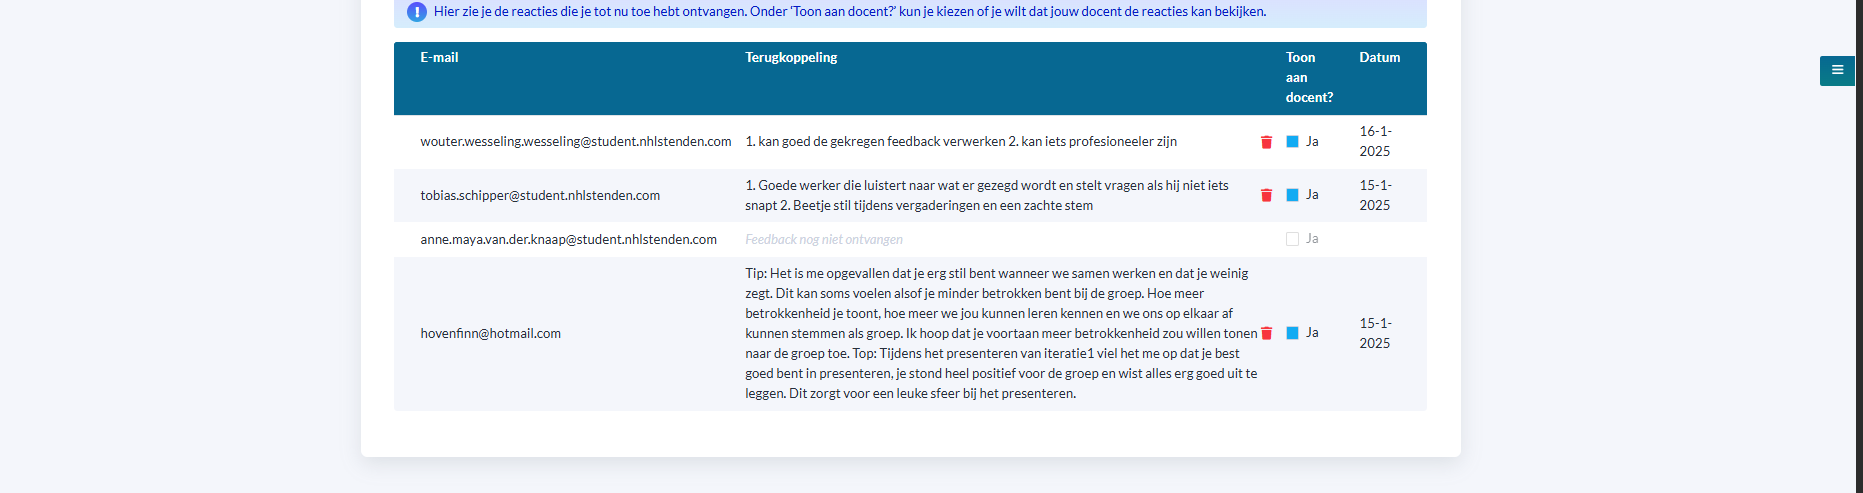 Hier zie je de reacties die je tot nu toe hebt ontvangen. Onder 'Toon aan docent?' kun je kiezen of je wilt dat jouw docent de reacties kan bekijken.
E-mail
Terugkoppeling
Toon
aan
docent?
Datum
wouter.wesseling.wesseling@student.nhlstenden.com
1. kan goed de gekregen feedback verwerken 2. kan iets profesioneeler zijn
Ja
16-1-
2025
tobias.schipper@student.nhlstenden.com
1. Goede werker die luistert naar wat er gezegd wordt en stelt vragen als hij niet iets
snapt 2. Beetje stil tijdens vergaderingen en een zachte stem
Ja
15-1-
2025
anne.maya.van.der.knaap@student.nhlstenden.com
Feedback nog niet ontvangen
Ja
hovenfinn@hotmail.com
Tip: Het is me opgevallen dat je erg stil bent wanneer we samen werken en dat je weinig
zegt. Dit kan soms voelen alsof je minder betrokken bent bij de groep. Hoe meer
betrokkenheid je toont, hoe meer we jou kunnen leren kennen en we ons op elkaar af
kunnen stemmen als groep. Ik hoop dat je voortaan meer betrokkenheid zou willen tonen
naar de groep toe. Top: Tijdens het presenteren van iteratie1 viel het me op dat je best
goed bent in presenteren, je stond heel positief voor de groep en wist alles erg goed uit te
leggen. Dit zorgt voor een leuke sfeer bij het presenteren.
Ja
15-1-
2025